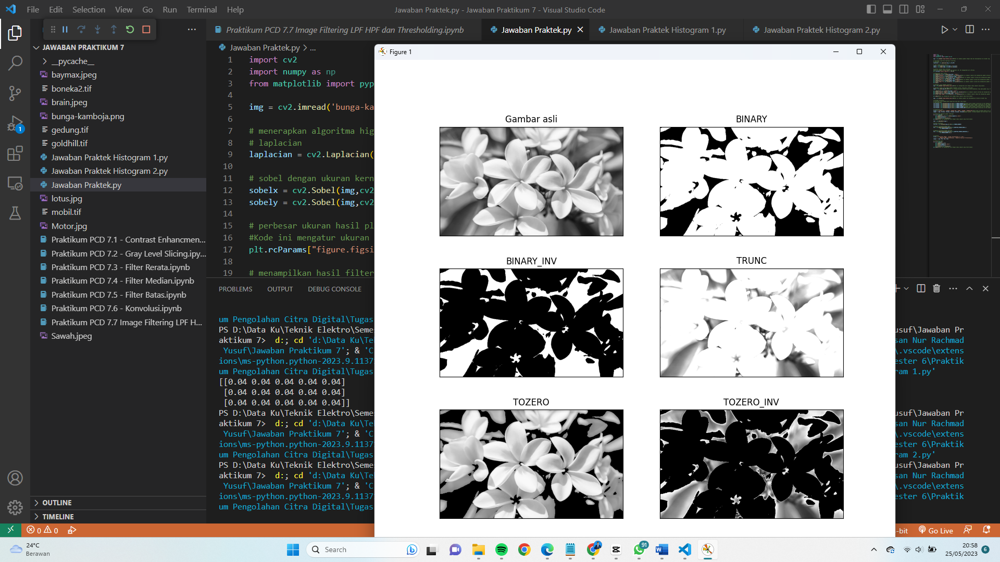 File Edit Selection View Go Run Terminal Help
Jawaban Praktek.py - Jawaban Praktikum 7 - Visual Studio Code
Praktikum PCD 7.7 Image Filtering LPF HPF dan Thresholding.ipynb
Jawaban Praktek.py
Jawaban Praktek Histogram 1.py
Jawaban Praktek Histogram 2.py
JAWABAN PRAKTIKUM 7
__pycache__
baymax.jpeg
boneka2.tif
brain.jpeg
bunga-kamboja.png
gedung.tif
goldhill.tif
Jawaban Praktek Histogram 1.py
Jawaban Praktek Histogram 2.py
Jawaban Praktek.py
lotus.jpg
mobil.tif
Motor.jpg
Praktikum PCD 7.1 - Contrast Enhancmen...
Praktikum PCD 7.2 - Gray Level Slicing.ipy...
Praktikum PCD 7.3 - Filter Rerata.ipynb
Praktikum PCD 7.4 - Filter Median.ipynb
Praktikum PCD 7.5 - Filter Batas.ipynb
Praktikum PCD 7.6 - Konvolusi.ipynb
Praktikum PCD 7.7 Image Filtering LPF H...
Sawah.jpeg
OUTLINE
TIMELINE
1
Jawaban Praktek.py > ...
1 import cv2
2 import numpy as np
3 from matplotlib import pyp
4
5 img = cv2.imread('bunga-ka
6
7 # menerapkan algoritma hig
8 # laplacian
9 laplacian = cv2.Laplacian(
10
11 # sobel dengan ukuran kern
12 sobelx = cv2.Sobel(img,cv2
13 sobely = cv2.Sobel(img,cv2
14
15 # perbesar ukuran hasil pl
16 #Kode ini mengatur ukuran
17 plt.rcParams["figure.figsi
18
19 # menampilkan hasil filter
PROBLEMS OUTPUT DEBUG CONSOLE
um Pengolahan Citra Digital\Tugas
PS D:\Data Ku\Teknik Elektro\Seme
aktikum 7> d:; cd 'd:\Data Ku\Tek
Yusuf\Jawaban Praktikum 7'; & 'C
ions\ms-python.python-2023.9.1137
um Pengolahan Citra Digital\Tugas
[[0.04 0.04 0.04 0.04 0.04]
[0.04 0.04 0.04 0.04 0.04]
[0.04 0.04 0.04 0.04 0.04]]
PS D:\Data Ku\Teknik Elektro\Seme
aktikum 7> d:; cd 'd:\Data Ku\Tek
Yusuf\Jawaban Praktikum 7'; & 'C
ions\ms-python.python-2023.9.1137
um Pengolahan Citra Digital\Tugas
PS D:\Data Ku\Teknik Elektro\Seme
aktikum 7> d:; cd 'd:\Data Ku\Tek
Yusuf\Jawaban Praktikum 7'; & 'C
ions\ms-python.python-2023.9.1137
um Pengolahan Citra Digital\Tugas
Figure 1
Gambar asli
BINARY
BINARY_INV
TRUNC
TOZERO
TOZERO_INV
usuf\Jawaban Pr
san Nur Rachmad
\.vscode\extens
ester 6\Praktik
ram 1.py'
usuf\Jawaban Pr
san Nur Rachmad
\.vscode\extens
ester 6\Praktik
ram 2.py'
usuf\Jawaban Pr
san Nur Rachmad
\.vscode\extens
ester 6\Praktik
0 0
-bit
Go Live
24°C
Berawan
Search
91
20:58
25/05/2023
6